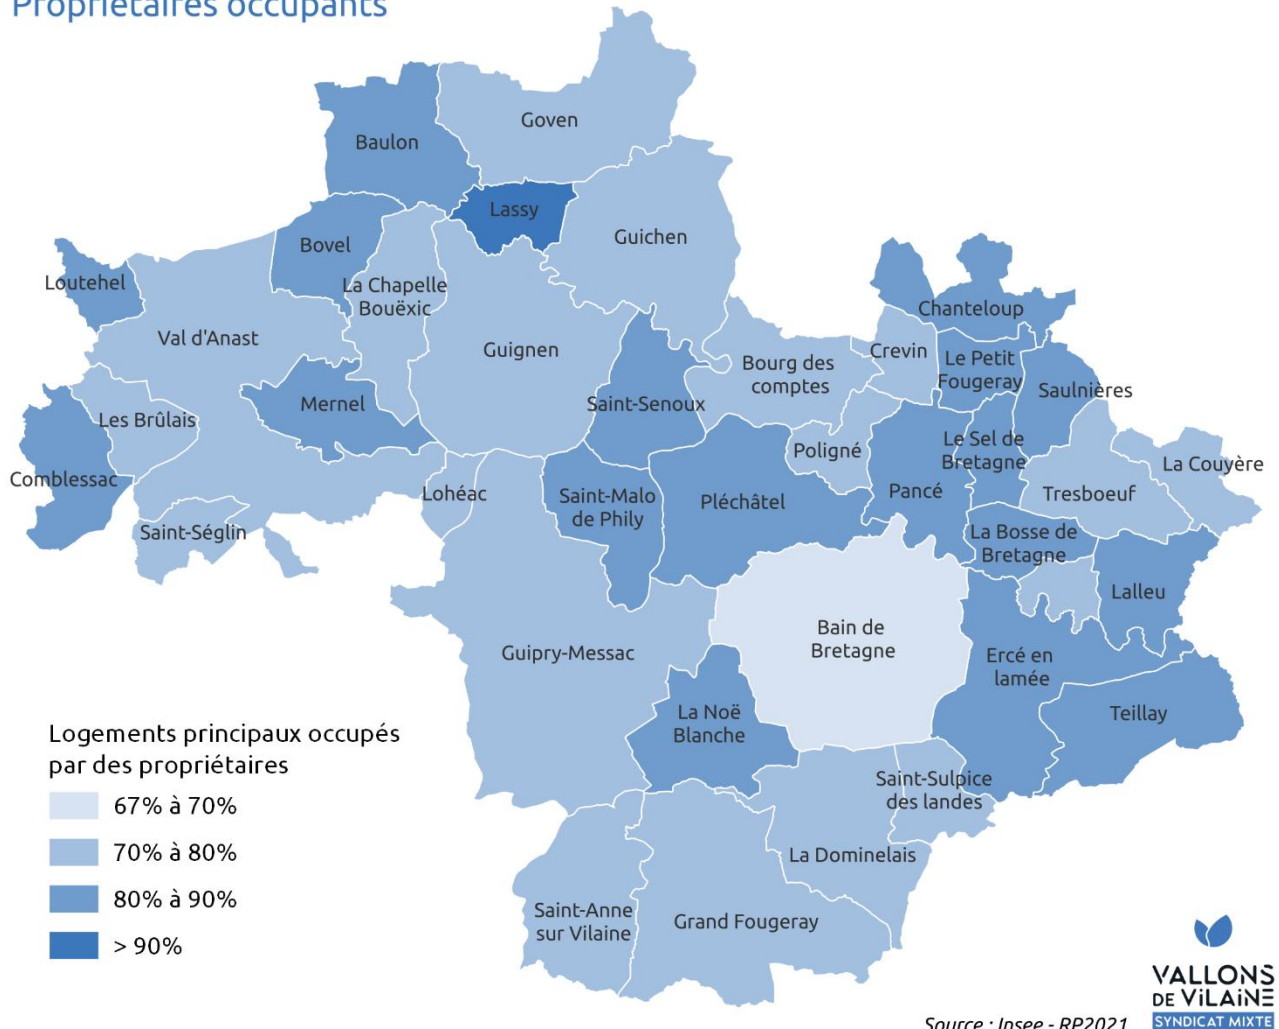 Propriétaires occupants
Goven
Baulon
Lassy
Guichen
Bovel
Loutehel
La Chapelle
Bouëxic
Chanteloup
Val d'Anast
Guignen
Crevin
Bourg des
comptes
Le Petit
Fougeray
Saulnières
Mernel
Saint-Senoux
Les Brûlais
Le Sel de
Bretagne
Poligné
La Couyère
Comblessac
Lohéac
Saint-Malo
de Phily
Pléchâtel
Pancé
Tresboeuf
Saint-Séglin
La Bosse de
Bretagne
Lalleu
Bain de
Bretagne
Guipry-Messac
Ercé en
lamée
La Noë
Blanche
Teillay
Saint-Sulpice
des landes
La Dominelais
Saint-Anne
sur Vilaine
Grand Fougeray
Logements principaux occupés
par des propriétaires
67% à 70%
70% à 80%
80% à 90%
> 90%
VALLONS
DE ViLAiNE
SYNDICAT MIXTE
Source : Insee - RP2021